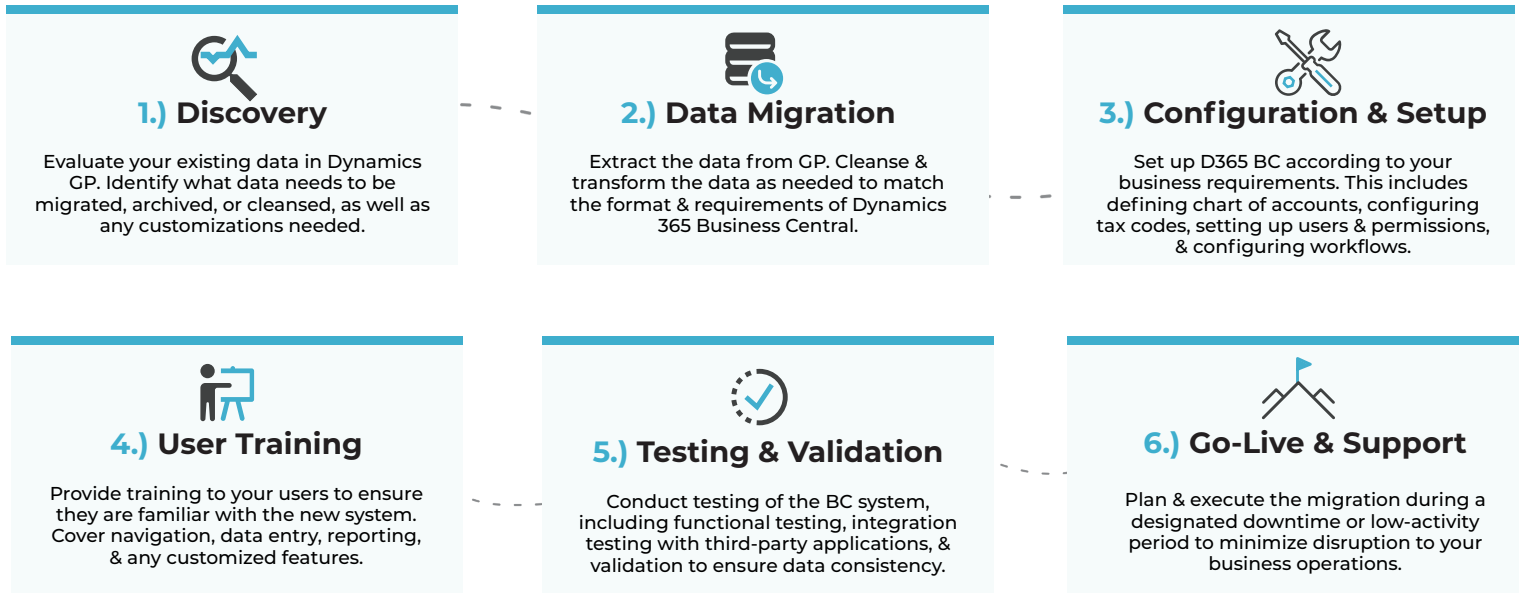 1.) Discovery
Evaluate your existing data in Dynamics
GP. Identify what data needs to be
migrated, archived, or cleansed, as well as
any customizations needed.
2.) Data Migration
Extract the data from GP. Cleanse &
transform the data as needed to match
the format & requirements of Dynamics
365 Business Central.
3.) Configuration & Setup
Set up D365 BC according to your
business requirements. This includes
defining chart of accounts, configuring
tax codes, setting up users & permissions,
& configuring workflows.
4.) User Training
Provide training to your users to ensure
they are familiar with the new system.
Cover navigation, data entry, reporting,
& any customized features.
5.) Testing & Validation
Conduct testing of the BC system,
including functional testing, integration
testing with third-party applications, &
validation to ensure data consistency.
6.) Go-Live & Support
Plan & execute the migration during a
designated downtime or low-activity
period to minimize disruption to your
business operations.